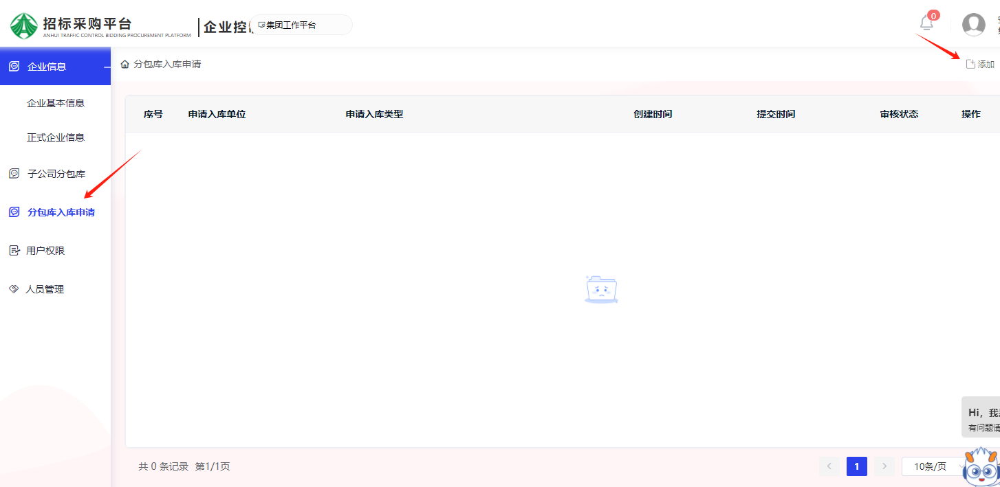 招标采购平台
ANHUI TRAFFIC CONTROL BIDDING PROCUREMENT PLATFORM
企业控
集团工作平台
0
企业信息
分包库入库申请
添加
企业基本信息
正式企业信息
子公司分包库
分包库入库申请
用户权限
人员管理
序号 申请入库单位 申请入库类型 创建时间 提交时间 审核状态 操作
Hi，我
有问题请
共 0 条记录 第1/1页
1
10条/页